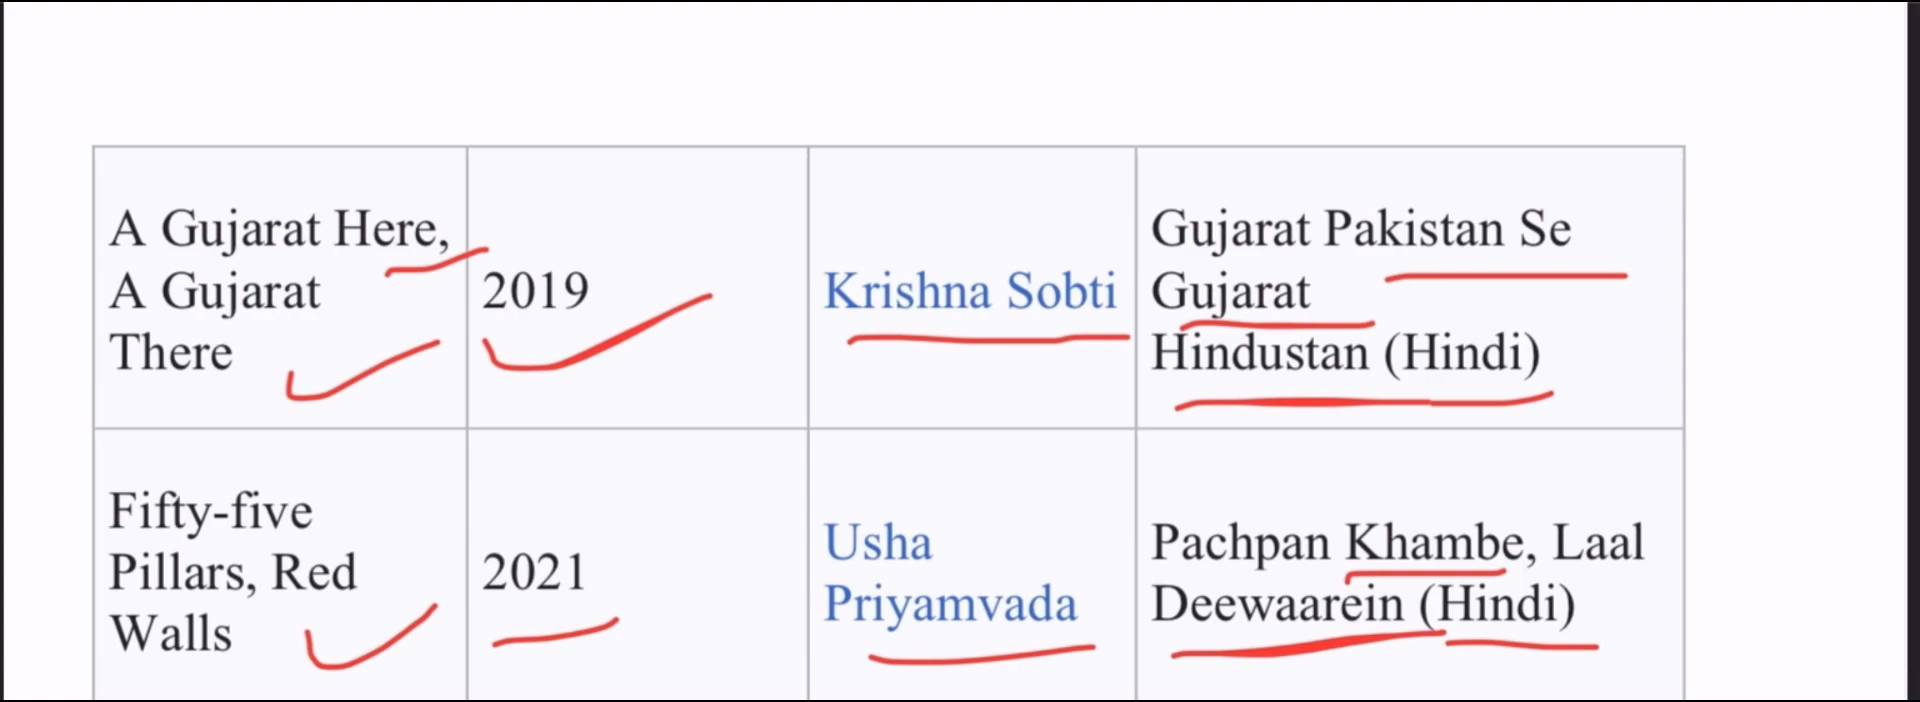 A Gujarat Here,
A Gujarat
There
2019
Krishna Sobti
Gujarat Pakistan Se
Gujarat
Hindustan (Hindi)
Fifty-five
Pillars, Red
Walls
2021
Usha
Priyamvada
Pachpan Khambe, Laal
Deewaarein (Hindi)